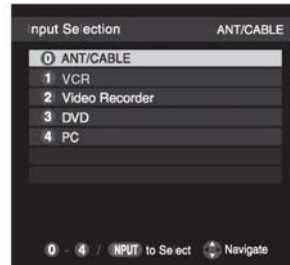 Input Selection ANT/CABLE
0 ANT/CABLE
1 VCR
2 Video Recorder
3 DVD
4 PC
0 - 4 / INPUT to Select Navigate